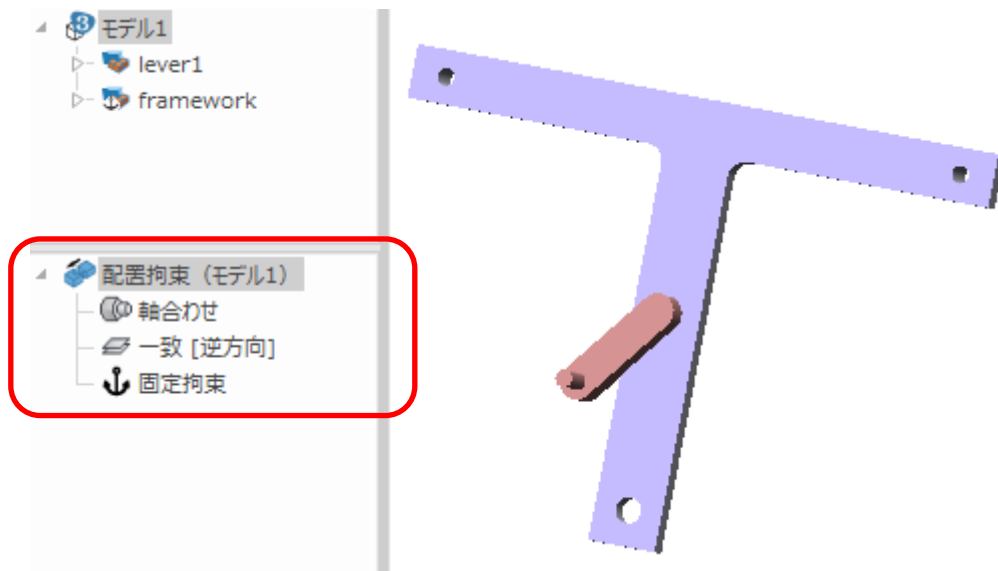 モデル1
lever1
framework
配置拘束（モデル1）
軸合わせ
一致 [逆方向]
固定拘束